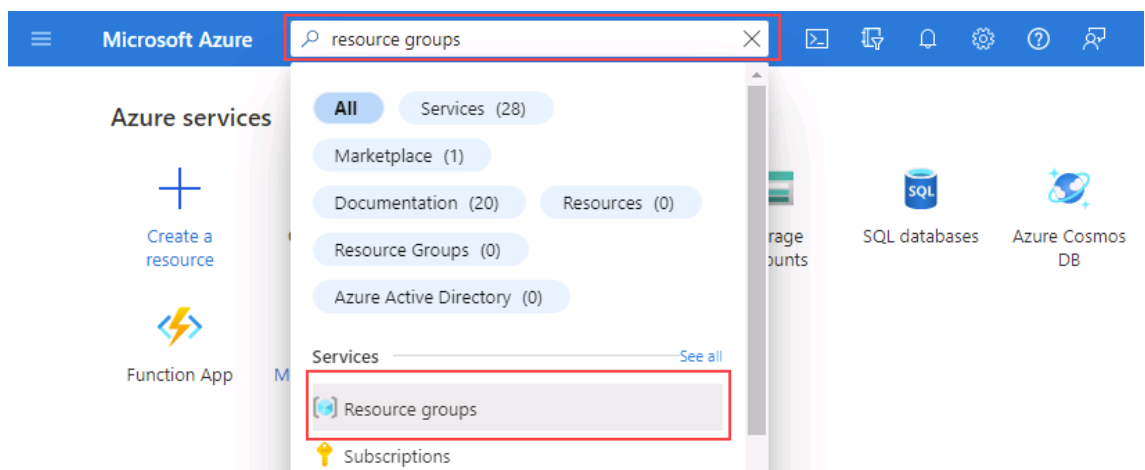 Microsoft Azure
resource groups
Azure services
All
Services (28)
Marketplace (1)
Documentation (20)
Resources (0)
Resource Groups (0)
Azure Active Directory (0)
Services
See all
Resource groups
Subscriptions
Create a
resource
Function App
M
rage
ounts
SQL
SQL databases
Azure Cosmos
DB